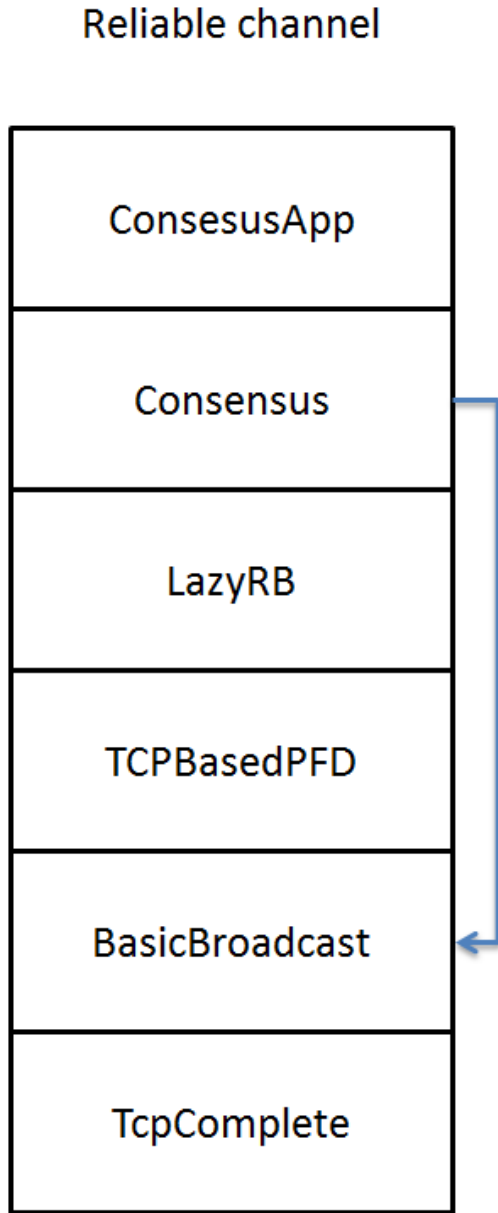 Reliable channel
ConsesusApp
Consensus
LazyRB
TCPBasedPFD
BasicBroadcast
TcpComplete